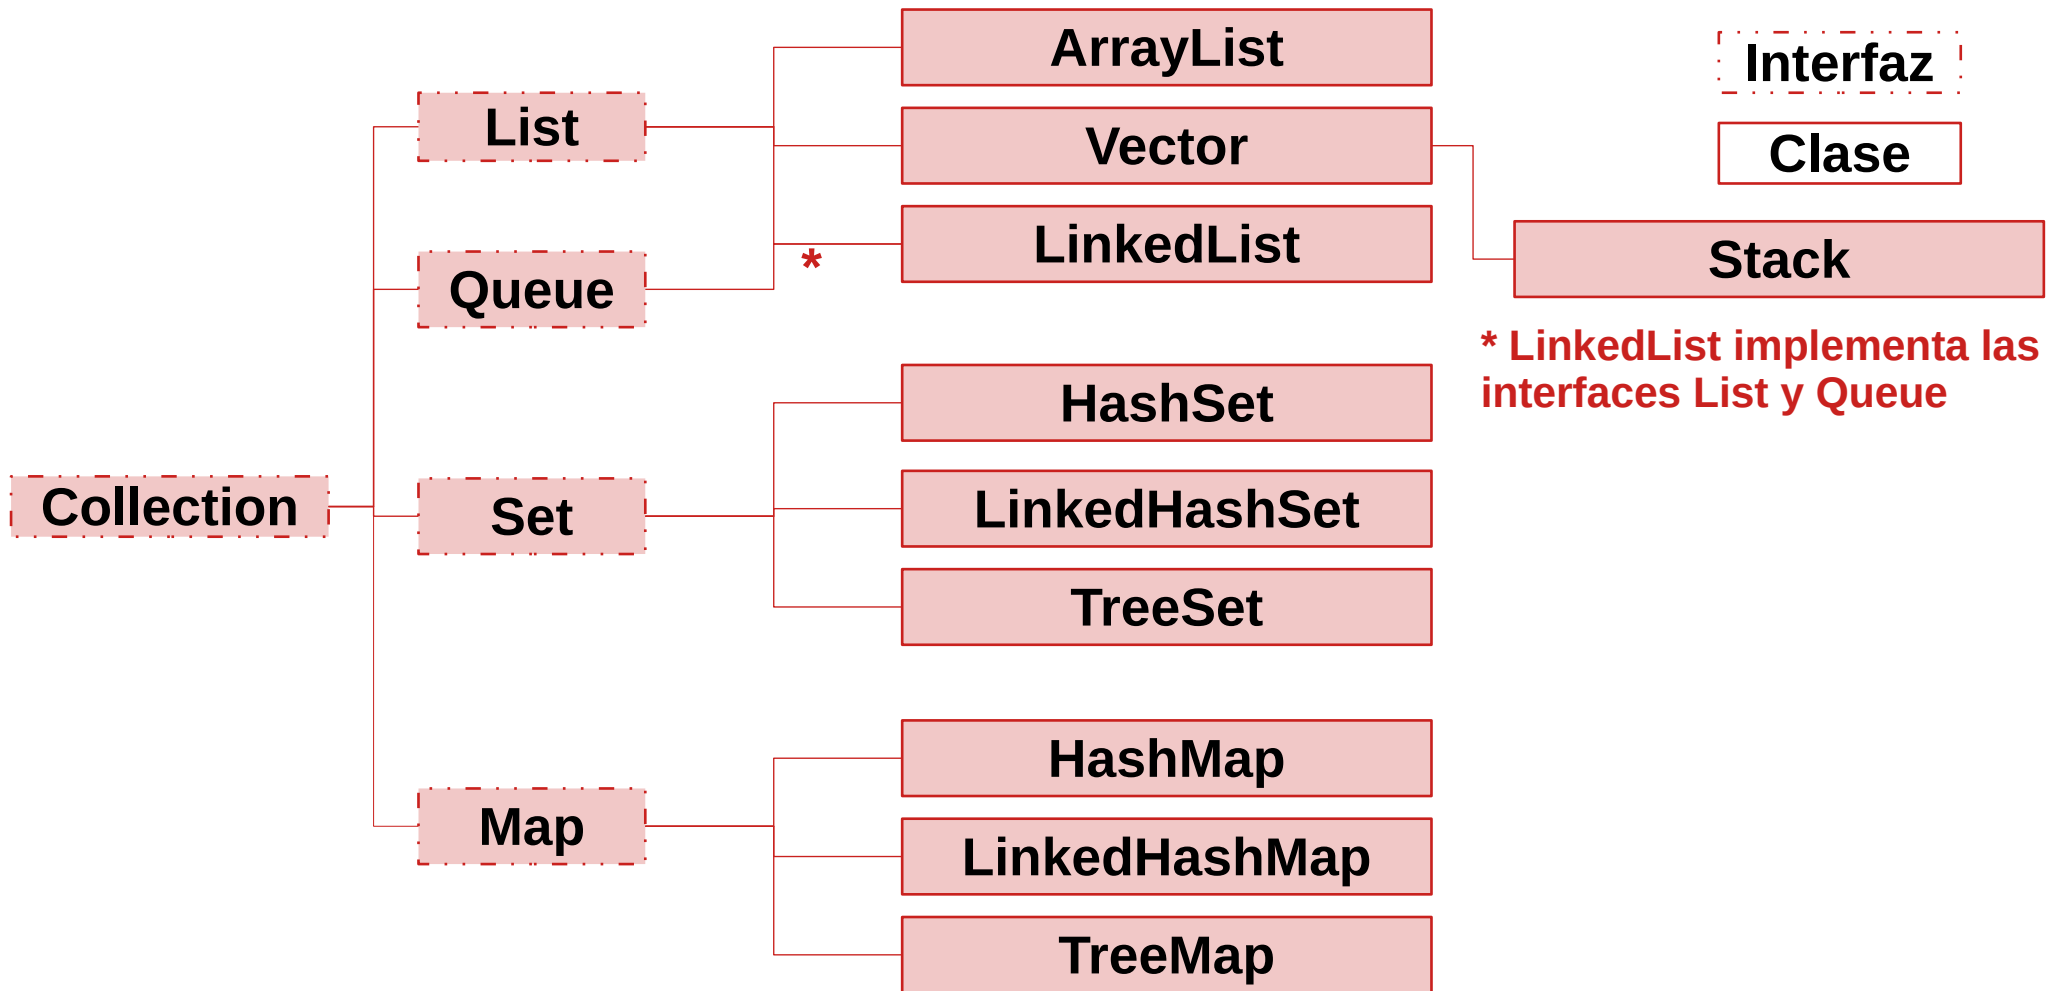 ArrayList
Interfaz
List
Vector
Clase
LinkedList
Stack
Queue
*
* LinkedList implementa las
interfaces List y Queue
HashSet
Collection
Set
LinkedHashSet
TreeSet
HashMap
Map
LinkedHashMap
TreeMap